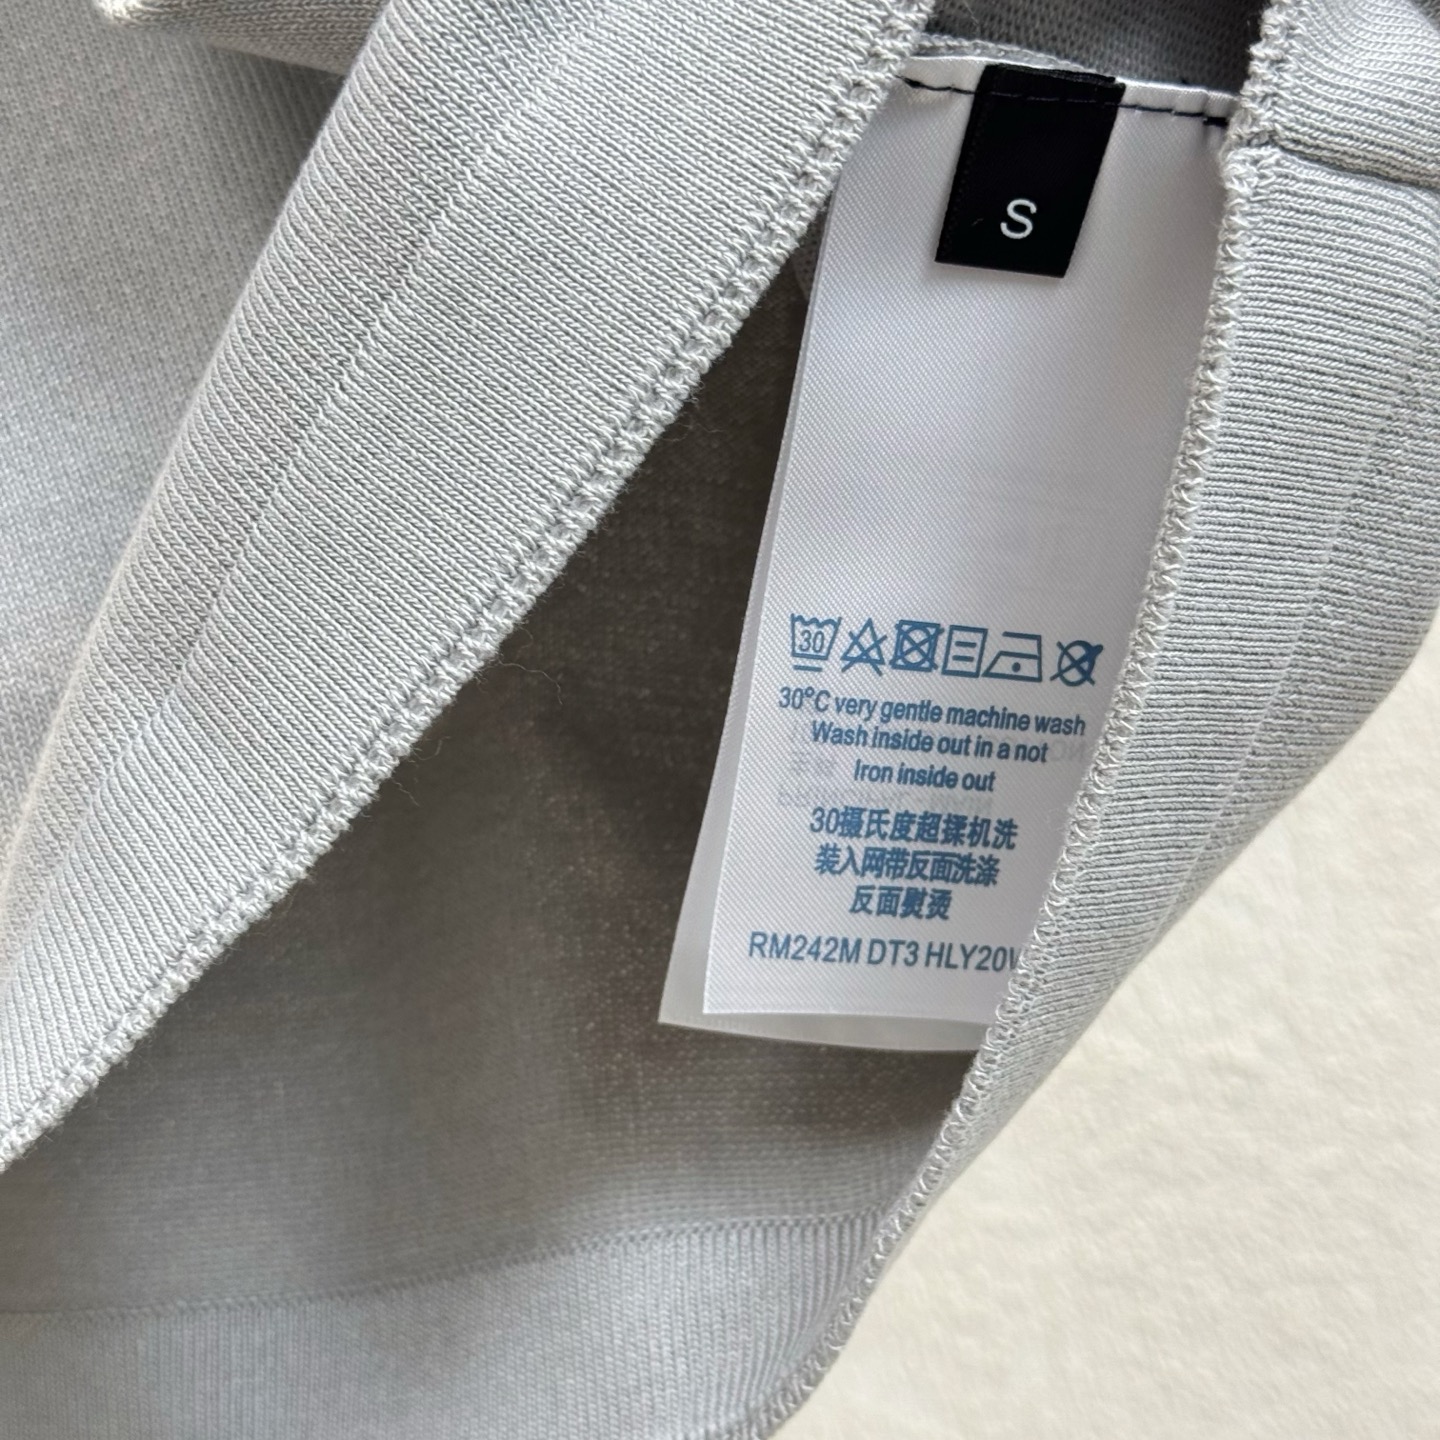 S
30
30°C very gentle machine wash
Wash inside out in a not
Iron inside out
30摄氏度超揉机洗
装入网带反面洗涤
反面熨烫
RM242M DT3 HLY20V